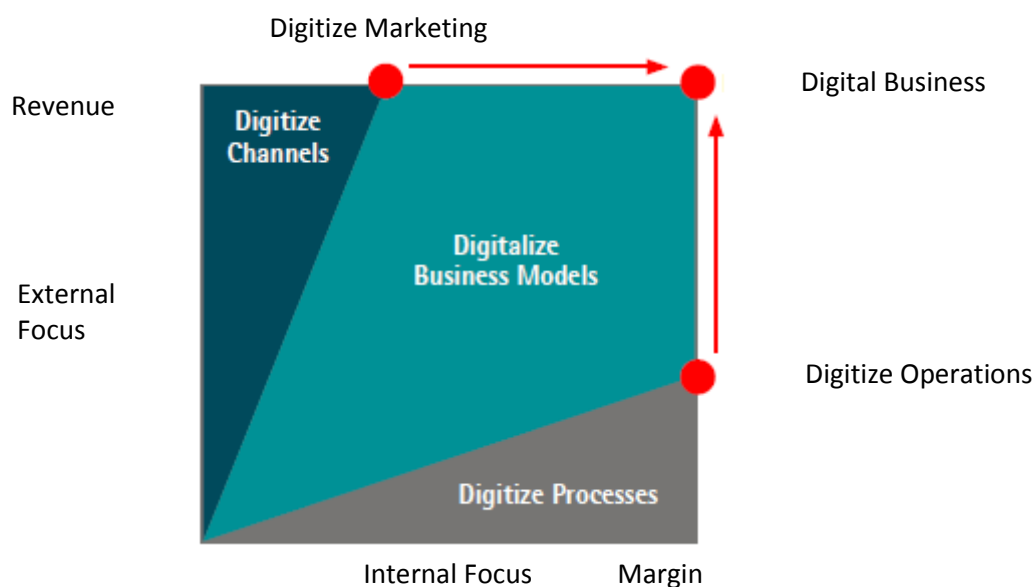 Digitize Marketing
Digital Business
Revenue
Digitize
Channels
Digitalize
Business Models
External
Focus
Digitize Operations
Digitize Processes
Internal Focus
Margin